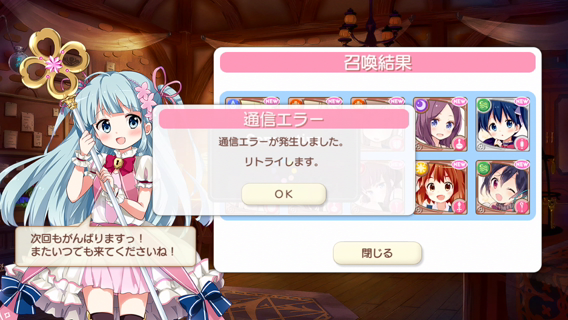 召喚結果
NEW
NEW
NEW
NEW
NEW
通信エラー
通信エラーが発生しました。
リトライします。
OK
NEW
NEW
次回もがんばりますっ！
またいつでも来てくださいね！
閉じる